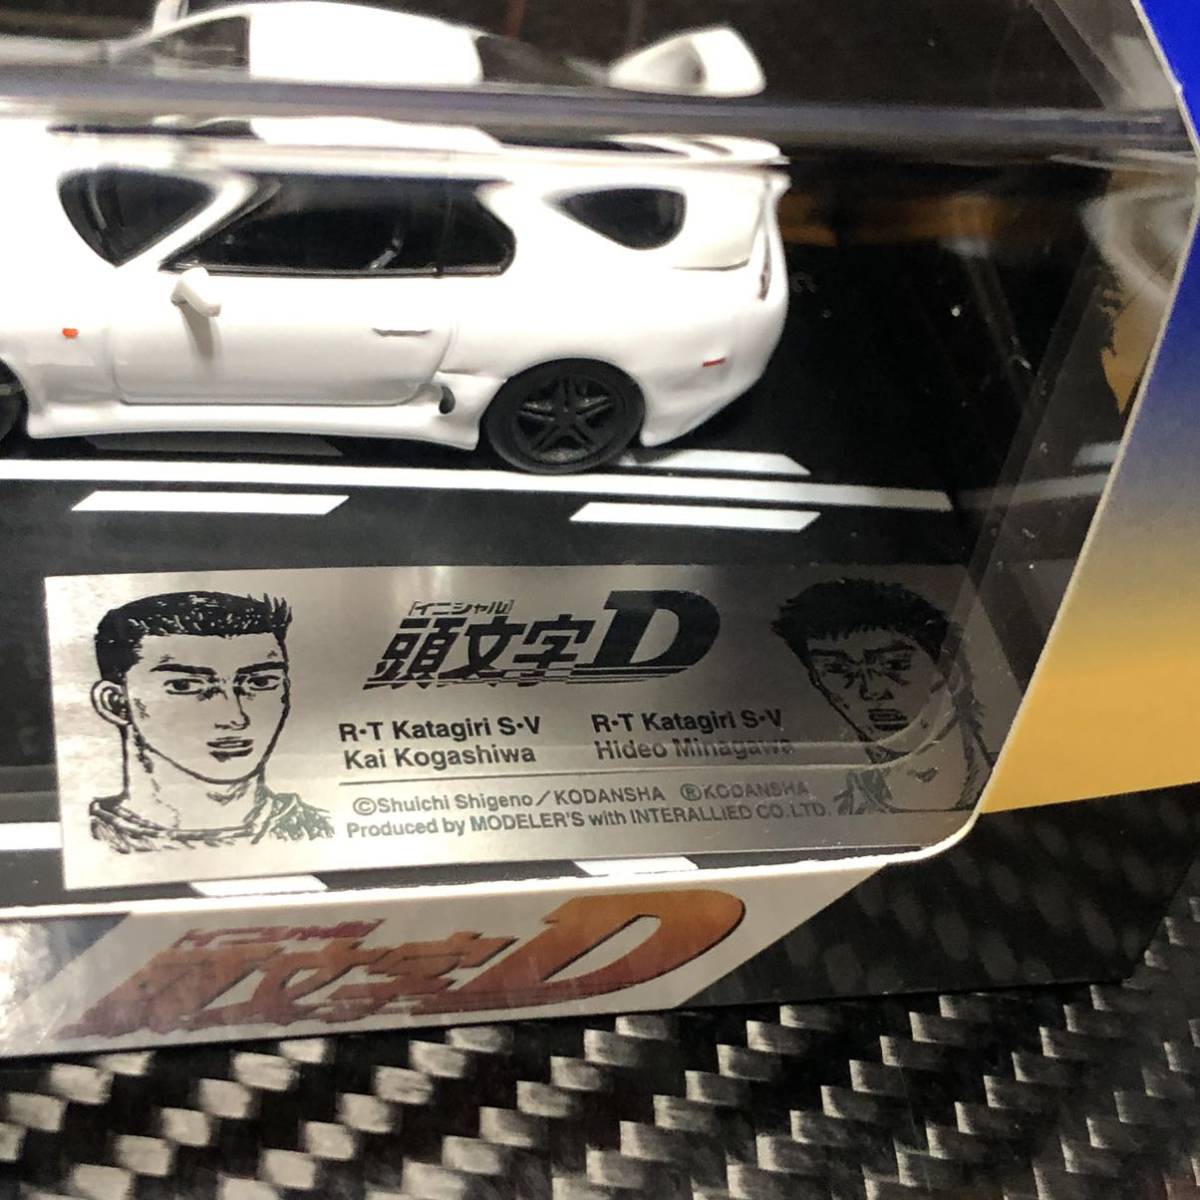 [イニシャル]
頭文字D
R・T Katagiri S・V
Kai Kogashiwa
R・T Katagiri S・V
Hideo Minagawa
©Shuichi Shigeno/KODANSHA ®KODANSHA
Produced by MODELER'S with INTERALLIED CO. LTD.
イニシャル
頭文字D